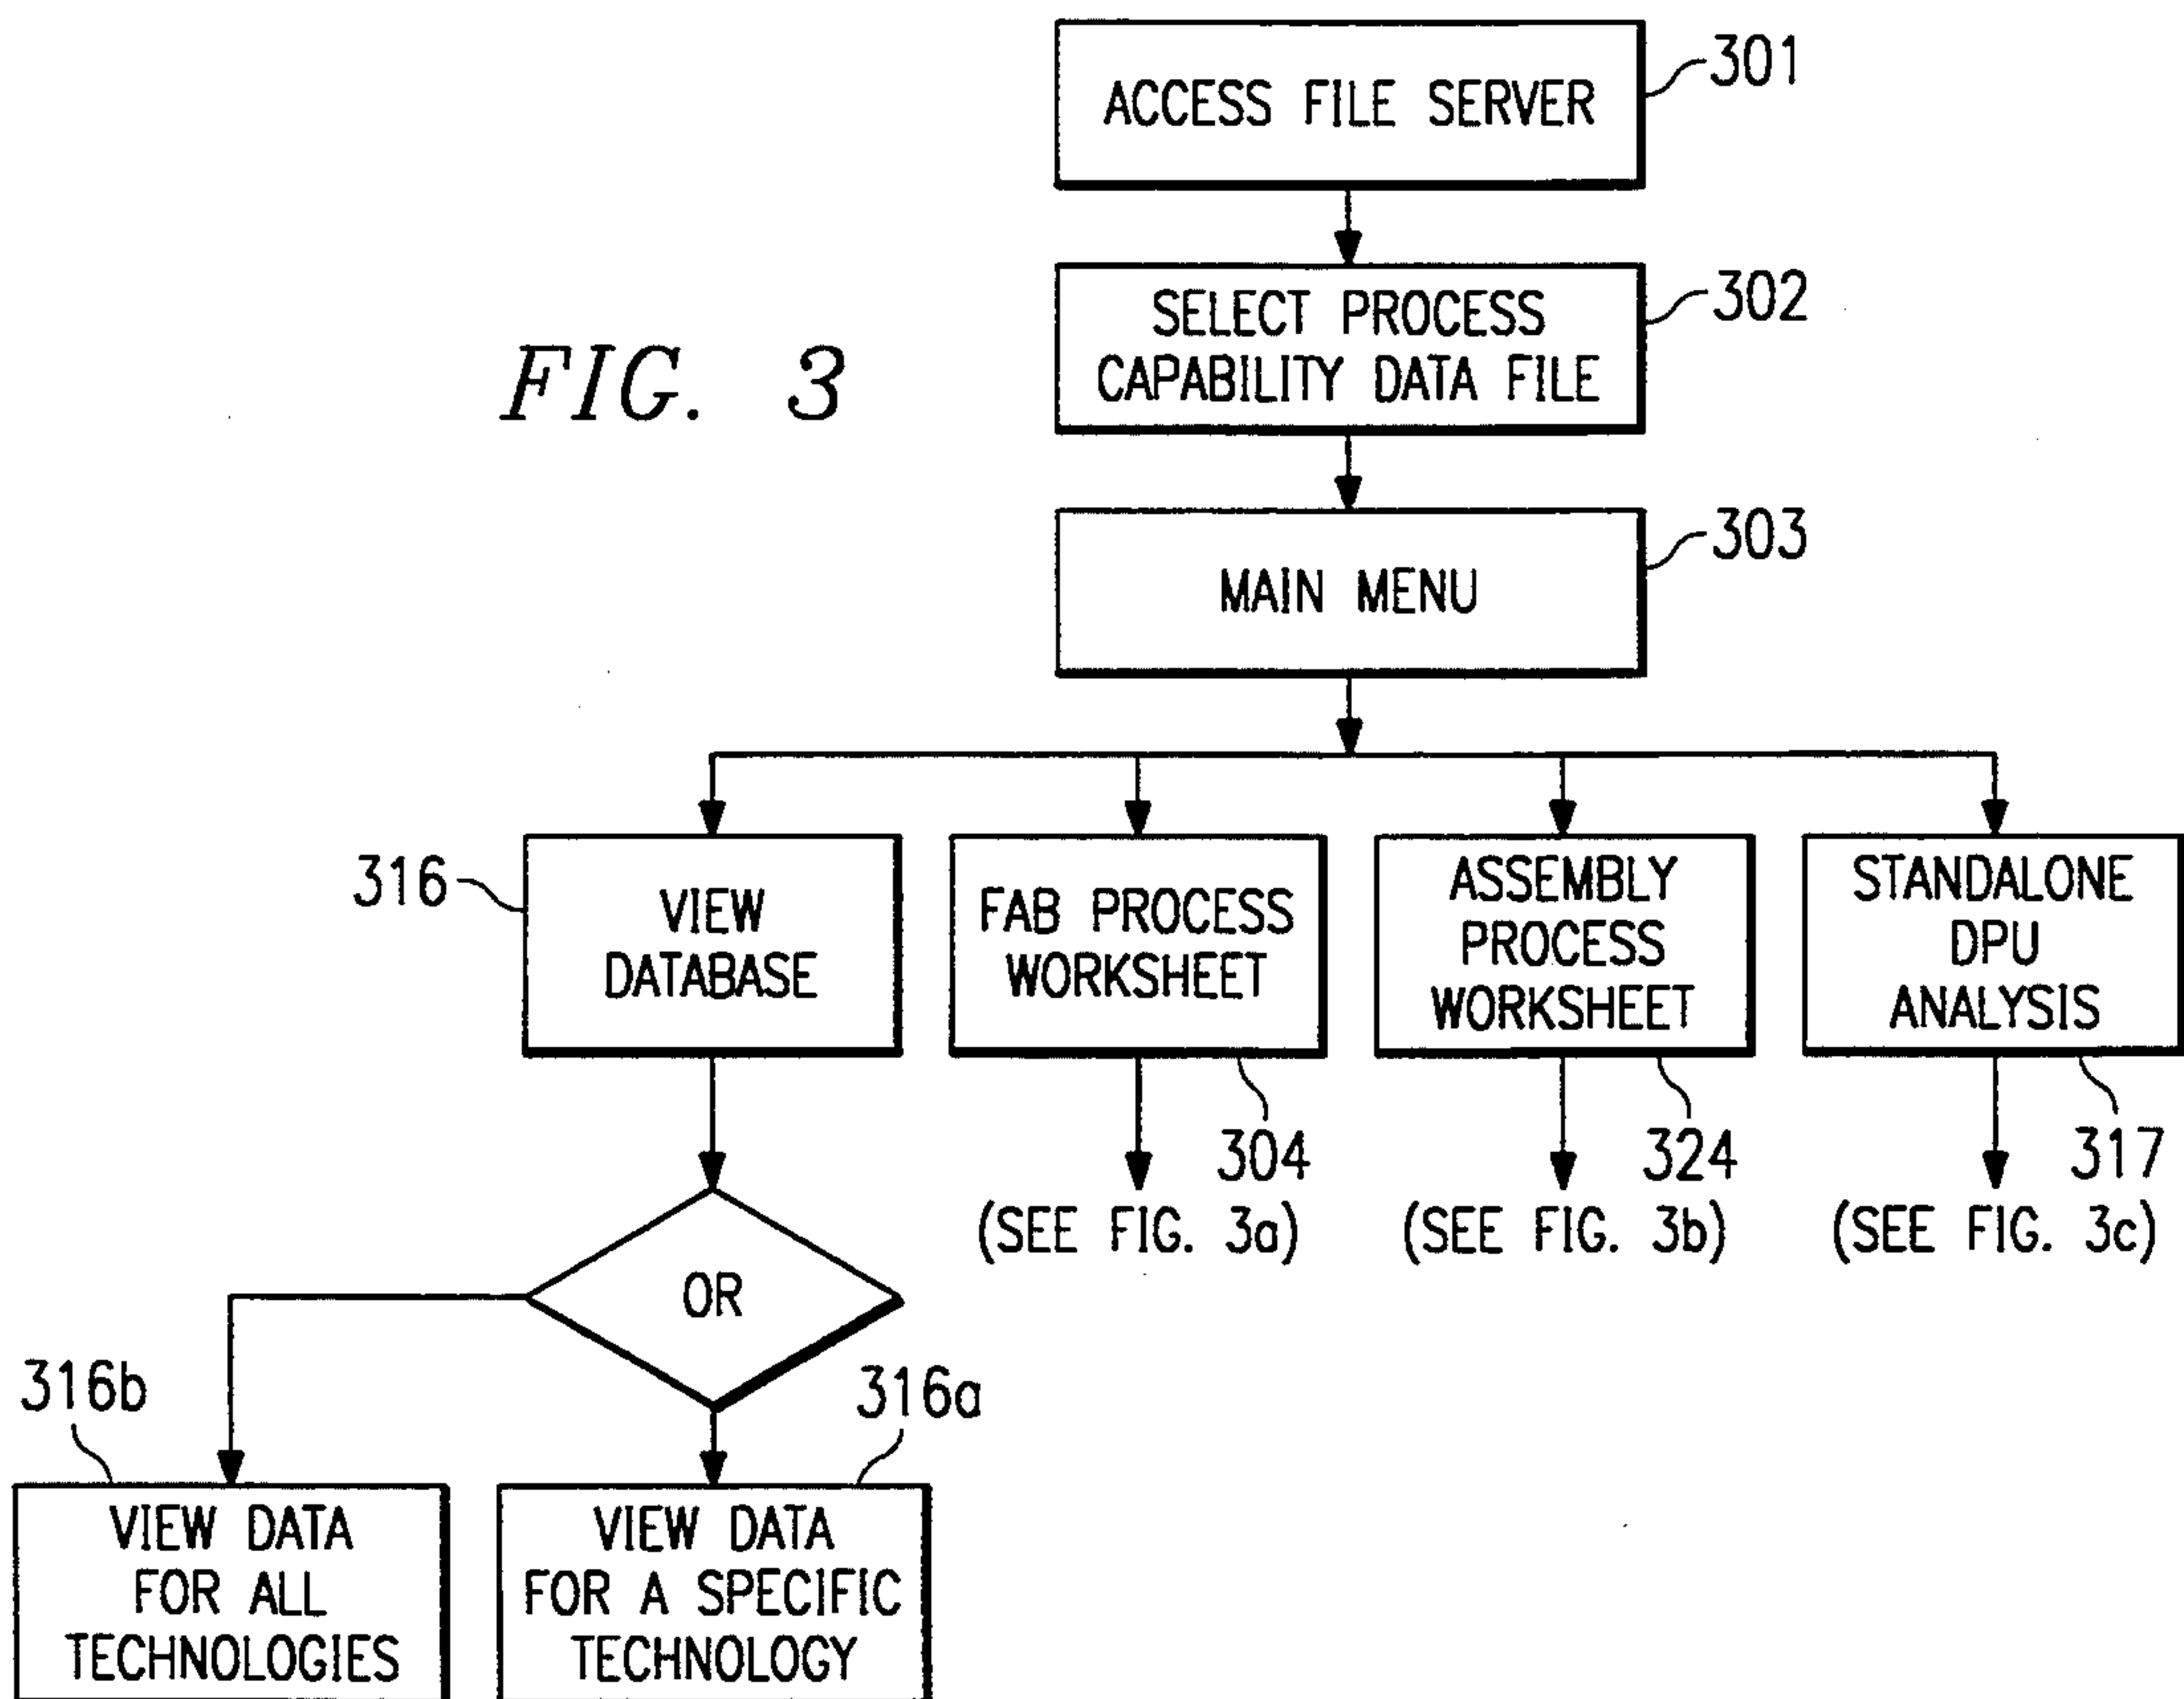 ACCESS FILE SERVER
301
SELECT PROCESS
CAPABILITY DATA FILE
302
FIG. 3
MAIN MENU
303
316
VIEW
DATABASE
FAB PROCESS
WORKSHEET
ASSEMBLY
PROCESS
WORKSHEET
STANDALONE
DPU
ANALYSIS
304
324
317
(SEE FIG. 3a)
(SEE FIG. 3b)
(SEE FIG. 3c)
OR
316b
316a
VIEW DATA
FOR ALL
TECHNOLOGIES
VIEW DATA
FOR A SPECIFIC
TECHNOLOGY